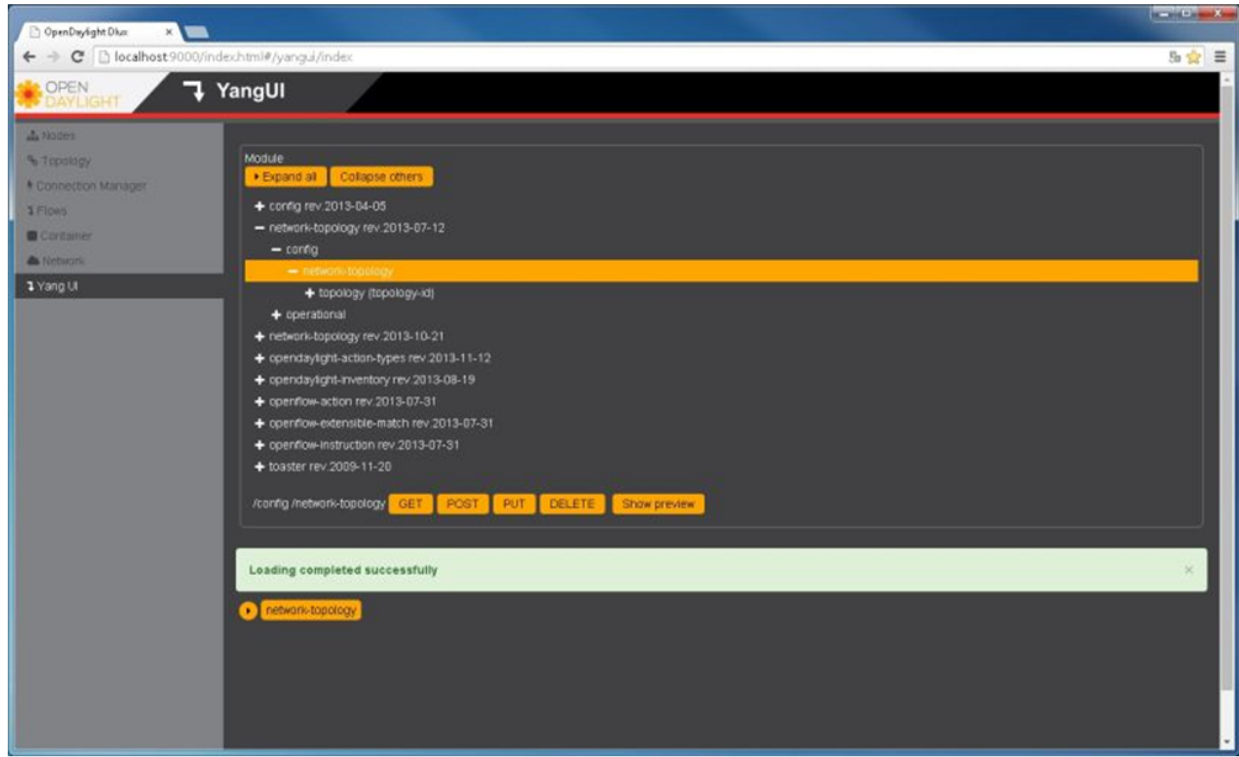 OpenDaylight Dlux
localhost:9000/index.html#/yangui/index
OPEN
DAYLIGHT
YangUI
Nodes
Topology
Connection Manager
Flows
Container
Network
Yang UI
Module
Expand all Collapse others
config rev.2013-04-05
network-topology rev.2013-07-12
config
network-topology
topology (topology-id)
operational
network-topology rev.2013-10-21
opendaylight-action-types rev.2013-11-12
opendaylight-inventory rev.2013-08-19
openflow-action rev.2013-07-31
openflow-extensible-match rev.2013-07-31
openflow-instruction rev.2013-07-31
toaster rev.2009-11-20
/config /network-topology GET POST PUT DELETE Show preview
Loading completed successfully
network-topology